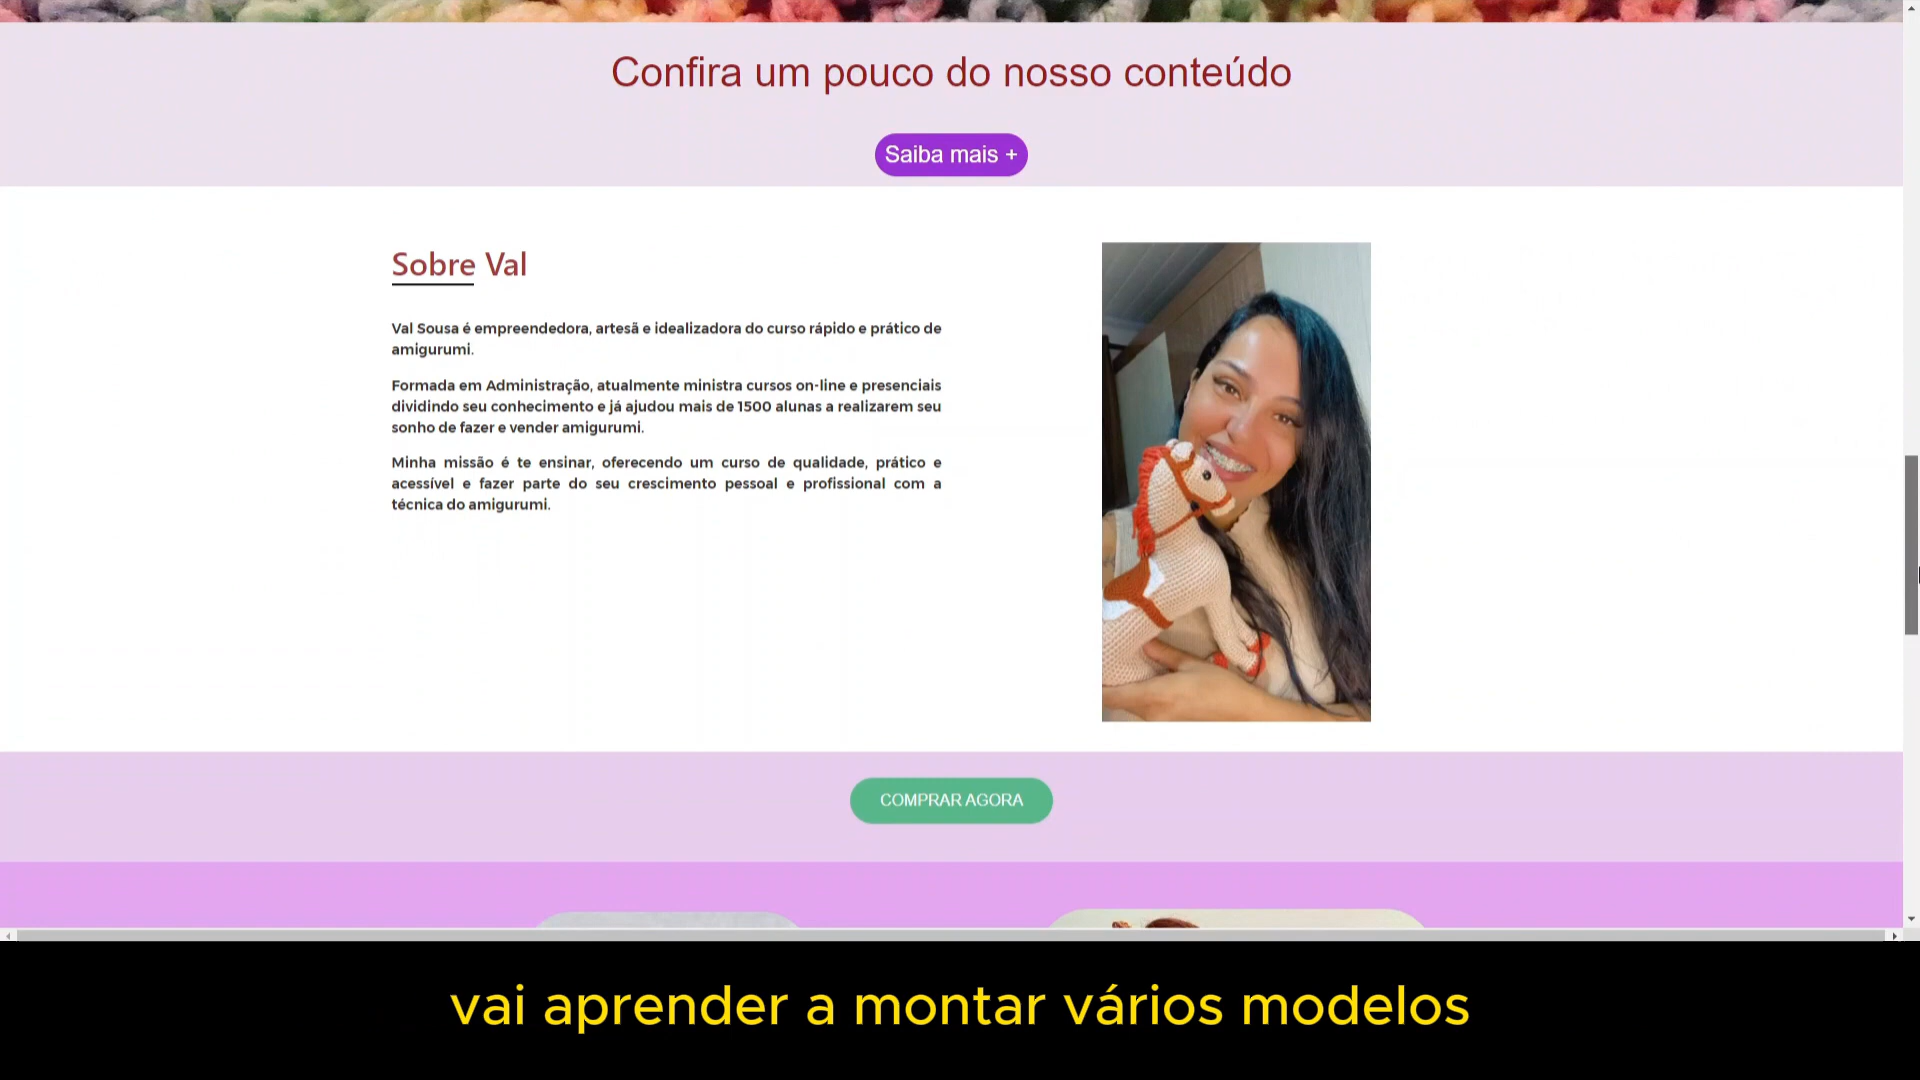 Confira um pouco do nosso conteúdo
Saiba mais +
Sobre Val
Val Sousa é empreendedora, artesã e idealizadora do curso rápido e prático de
amigurumi.
Formada em Administração, atualmente ministra cursos on-line e presenciais
dividindo seu conhecimento e já ajudou mais de 1500 alunas a realizarem seu
sonho de fazer e vender amigurumi.
Minha missão é te ensinar, oferecendo um curso de qualidade, prático e
acessível e fazer parte do seu crescimento pessoal e profissional com a
técnica do amigurumi.
COMPRAR AGORA
vai aprender a montar vários modelos